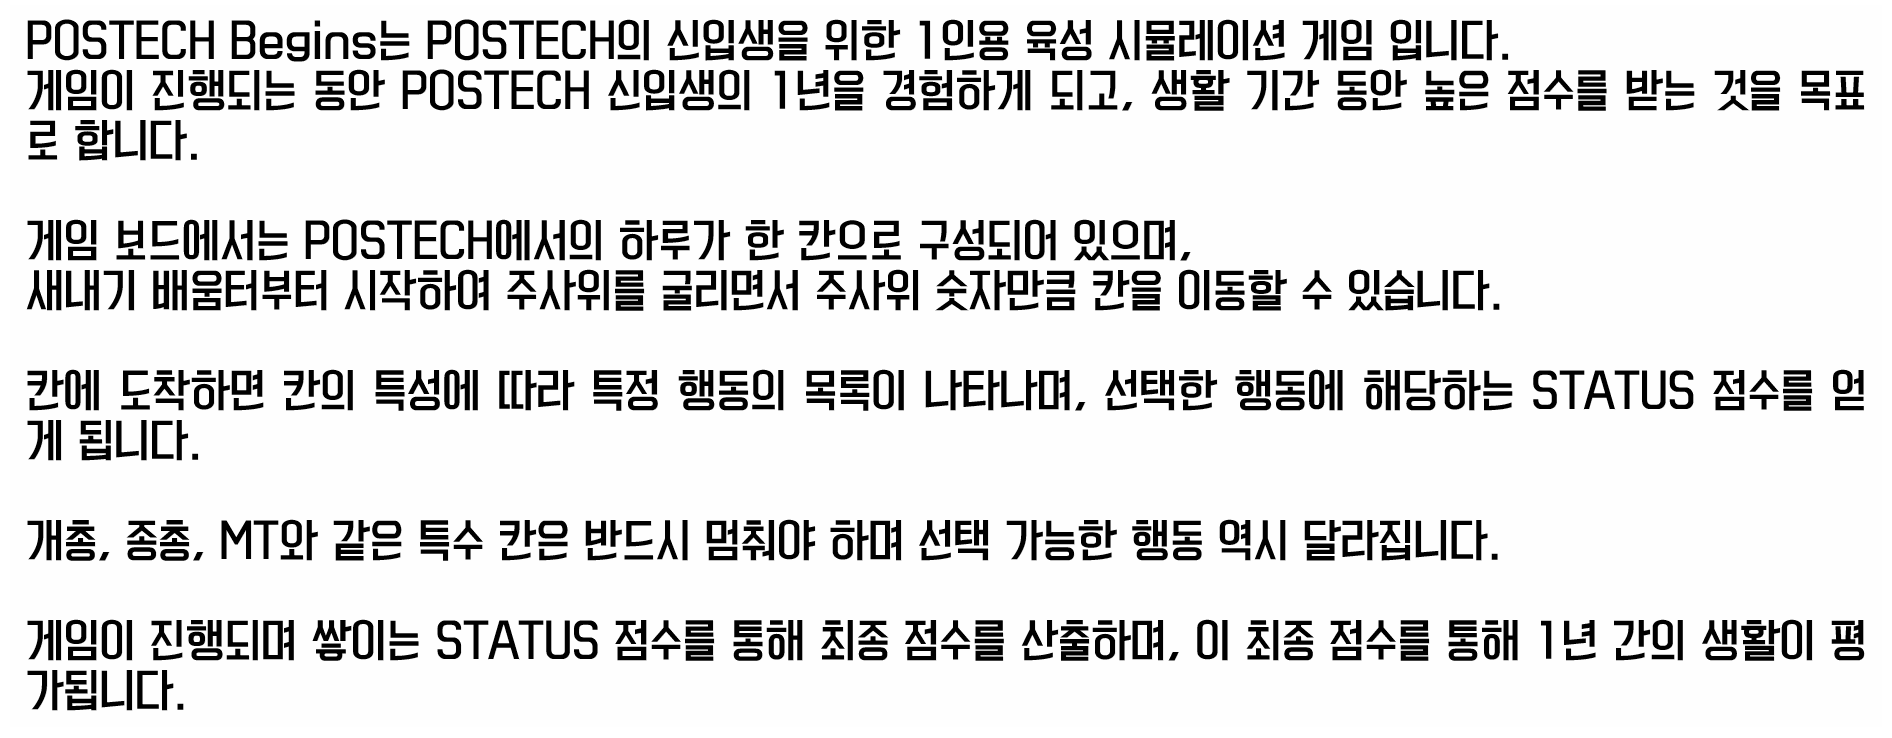 POSTECH Begins는 POSTECH의 신입생을 위한 1인용 육성 시뮬레이션 게임 입니다.
게임이 진행되는 동안 POSTECH 신입생의 1년을 경험하게 되고, 생활 기간 동안 높은 점수를 받는 것을 목표
로 합니다.
게임 보드에서는 POSTECH에서의 하루가 한 칸으로 구성되어 있으며,
새내기 배움터부터 시작하여 주사위를 굴리면서 주사위 숫자만큼 칸을 이동할 수 있습니다.
칸에 도착하면 칸의 특성에 따라 특정 행동의 목록이 나타나며, 선택한 행동에 해당하는 STATUS 점수를 얻
게 됩니다.
개총, 종총, MT와 같은 특수 칸은 반드시 멈춰야 하며 선택 가능한 행동 역시 달라집니다.
게임이 진행되며 쌓이는 STATUS 점수를 통해 최종 점수를 산출하며, 이 최종 점수를 통해 1년 간의 생활이 평
가됩니다.